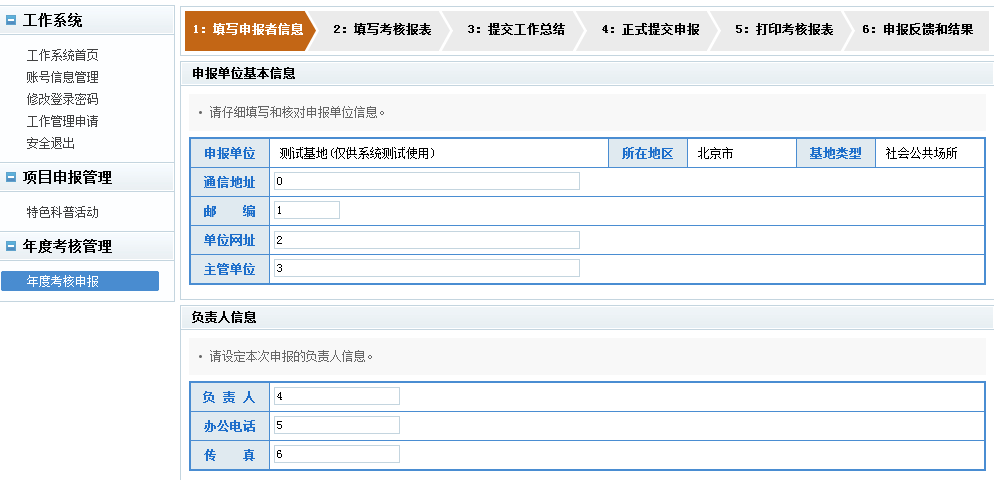 工作系统
工作系统首页
账号信息管理
修改登录密码
工作管理申请
安全退出
项目申报管理
特色科普活动
年度考核管理
年度考核申报
1: 填写申报者信息 2: 填写考核报表 3: 提交工作总结 4: 正式提交申报 5: 打印考核报表 6: 申报反馈和结果
申报单位基本信息
· 请仔细填写和核对申报单位信息。
申报单位 测试基地(仅供系统测试使用) 所在地区 北京市 基地类型 社会公共场所
通信地址 0
邮 编 1
单位网址 2
主管单位 3
负责人信息
· 请设定本次申报的负责人信息。
负 责 人 4
办公电话 5
传 真 6